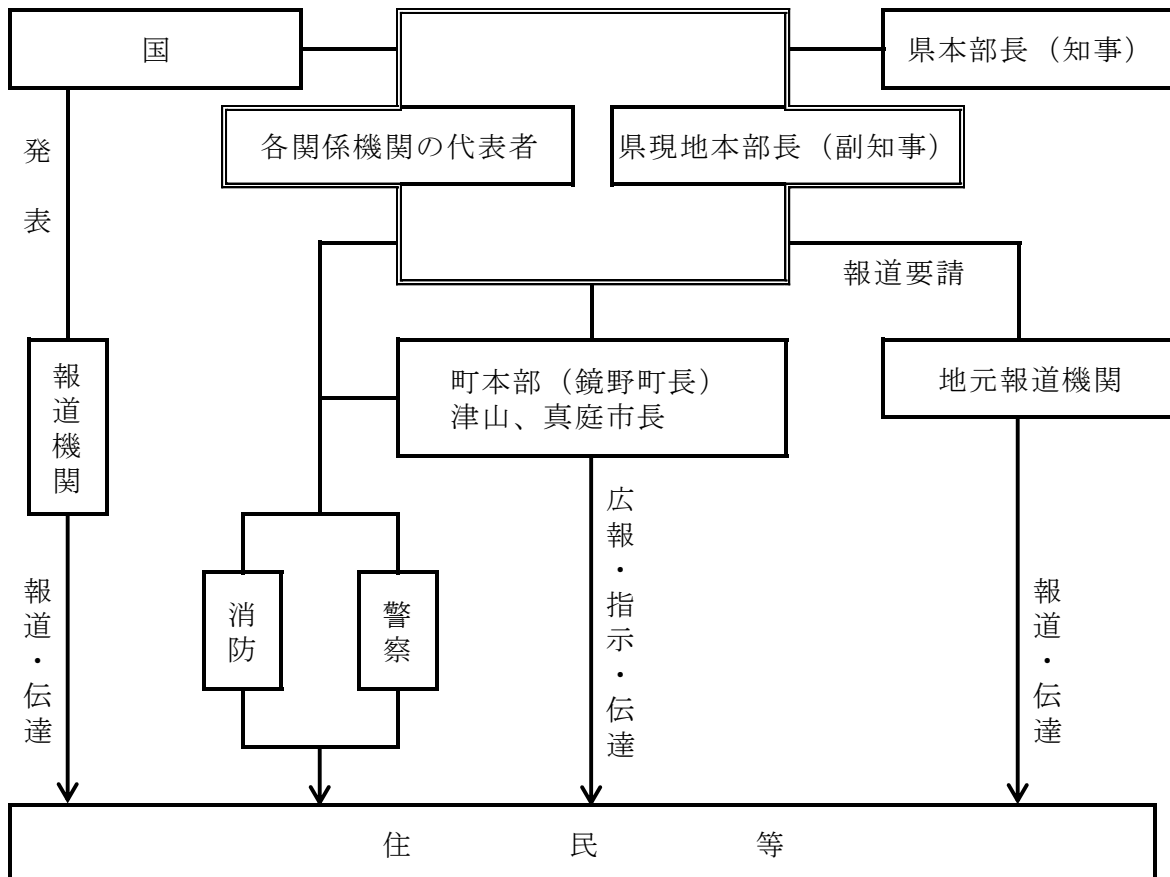 国
県本部長（知事）
発表
各関係機関の代表者
県現地本部長（副知事）
報道要請
報道機関
町本部（鏡野町長）
津山、真庭市長
地元報道機関
消防
警察
報道・伝達
広報・指示・伝達
報道・伝達
住民等